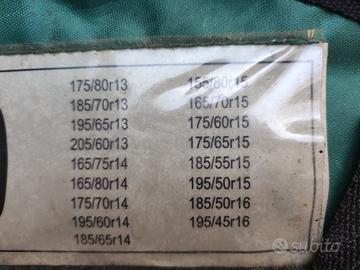 175/80r13
185/70r13
195/65r13
205/60r13
165/75r14
165/80r14
175/70r14
195/60r14
185/65r14
155/80r15
165/70r15
175/60r15
175/65r15
185/55r15
195/50r15
185/50r16
195/45r16
subito